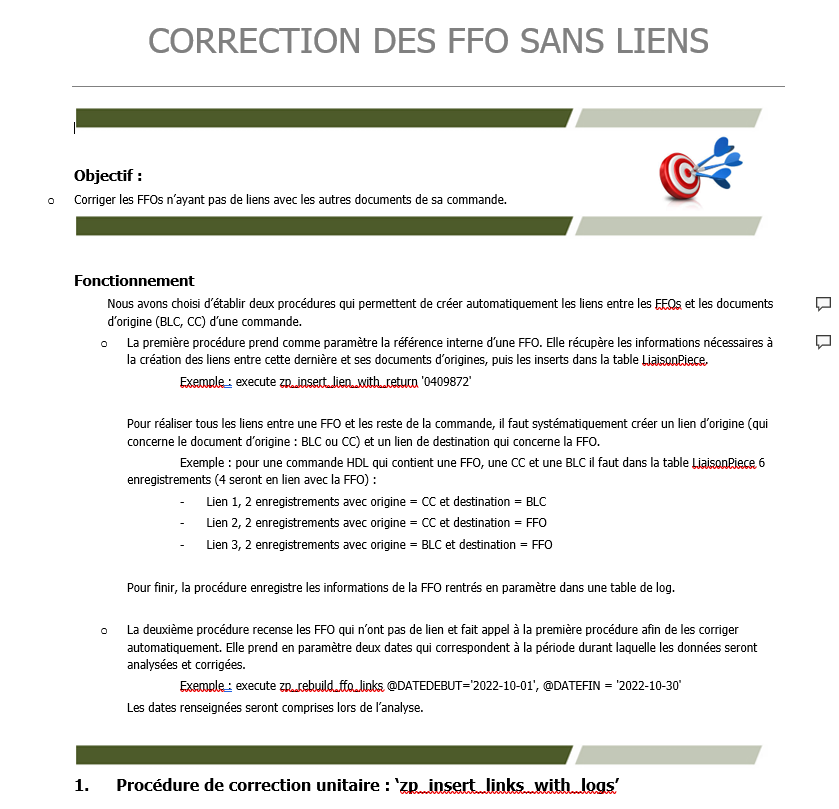 CORRECTION DES FFO SANS LIENS
Objectif :
o Corriger les FFOs n’ayant pas de liens avec les autres documents de sa commande.
Fonctionnement
Nous avons choisi d’établir deux procédures qui permettent de créer automatiquement les liens entre les FFOs et les documents
d’origine (BLC, CC) d’une commande.
o La première procédure prend comme paramètre la référence interne d’une FFO. Elle récupère les informations nécessaires à
la création des liens entre cette dernière et ses documents d’origines, puis les inserts dans la table LiaisonPiece.
Exemple : execute zp_insert_lien_with_return '0409872'
Pour réaliser tous les liens entre une FFO et les reste de la commande, il faut systématiquement créer un lien d’origine (qui
concerne le document d’origine : BLC ou CC) et un lien de destination qui concerne la FFO.
Exemple : pour une commande HDL qui contient une FFO, une CC et une BLC il faut dans la table LiaisonPiece 6
enregistrements (4 seront en lien avec la FFO) :
- Lien 1, 2 enregistrements avec origine = CC et destination = BLC
- Lien 2, 2 enregistrements avec origine = CC et destination = FFO
- Lien 3, 2 enregistrements avec origine = BLC et destination = FFO
Pour finir, la procédure enregistre les informations de la FFO rentrés en paramètre dans une table de log.
o La deuxième procédure recense les FFO qui n’ont pas de lien et fait appel à la première procédure afin de les corriger
automatiquement. Elle prend en paramètre deux dates qui correspondent à la période durant laquelle les données seront
analysées et corrigées.
Exemple : execute zp_rebuild_ffo_links @DATEDEBUT='2022-10-01', @DATEFIN = '2022-10-30'
Les dates renseignées seront comprises lors de l’analyse.
1. Procédure de correction unitaire : ‘zp_insert_links_with_logs’